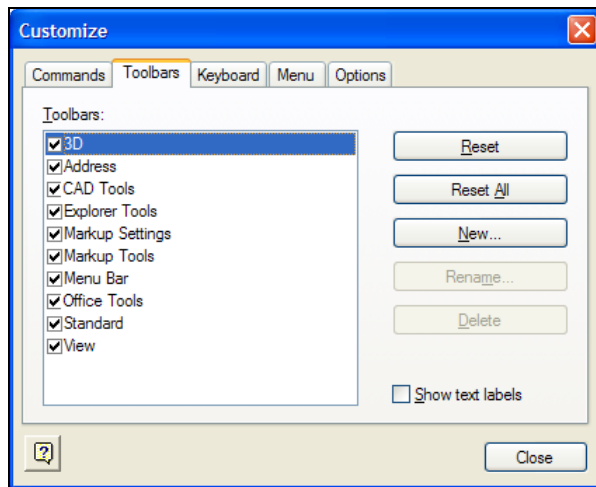 Customize
Commands Toolbars Keyboard Menu Options
Toolbars:
3D
Address
CAD Tools
Explorer Tools
Markup Settings
Markup Tools
Menu Bar
Office Tools
Standard
View
Reset
Reset All
New...
Rename...
Delete
Show text labels
?
Close